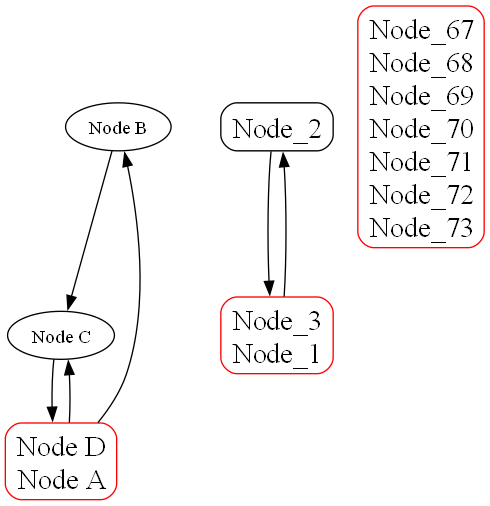 Node B
Node C
Node D
Node A
Node_2
Node_3
Node_1
Node_67
Node_68
Node_69
Node_70
Node_71
Node_72
Node_73